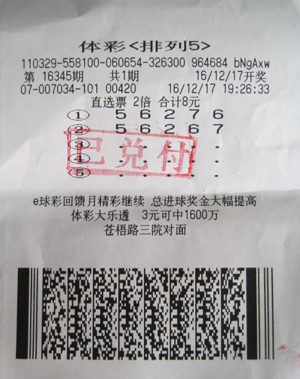 体彩<排列5>
110329-558100-060654-326300 964684 bNgAxw
第 16345期 共1期 16/12/17开奖
07-007034-101 00420 16/12/17 19:26:33
直选票 2倍 合计8元
① 5 6 2 7 6
② 5 6 2 6 7
③ - - - - -
④ - - - - -
⑤ - - - - -
已兑付
e球彩回馈月精彩继续 总进球奖金大幅提高
体彩大乐透 3元可中1600万
苍梧路三院对面